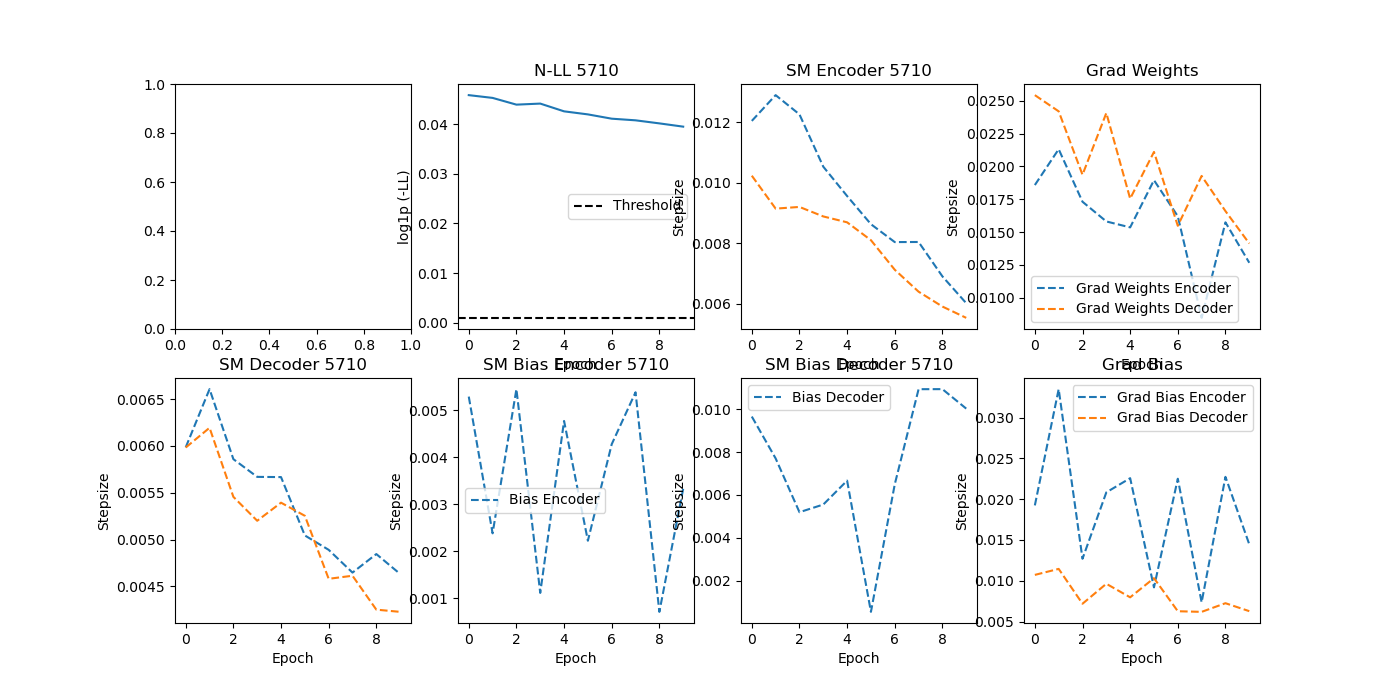 1.0
0.8
0.6
0.4
0.2
0.0
0.0 0.2 0.4 0.6 0.8 1.0
N-LL 5710
log1p (-LL)
0.04
0.03
0.01
0.00
Threshold
0 2 4 6 8
Epoch
SM Encoder 5710
Stepsize
0.012
0.010
0.008
0.006
0 2 4 6 8
Epoch
Grad Weights
Stepsize
0.0250
0.0225
0.0200
0.0175
0.0150
0.0125
0.0100
Grad Weights Encoder
Grad Weights Decoder
0 2 4 6 8
Epoch
SM Decoder 5710
Stepsize
0.0065
0.0060
0.0055
0.0050
0.0045
0 2 4 6 8
Epoch
SM Bias Encoder 5710
Stepsize
0.005
0.004
0.003
0.002
0.001
Bias Encoder
0 2 4 6 8
Epoch
SM Bias Decoder 5710
Stepsize
0.010
0.008
0.006
0.004
0.002
Bias Decoder
0 2 4 6 8
Epoch
Grad Bias
Stepsize
0.030
0.025
0.020
0.015
0.010
0.005
Grad Bias Encoder
Grad Bias Decoder
0 2 4 6 8
Epoch